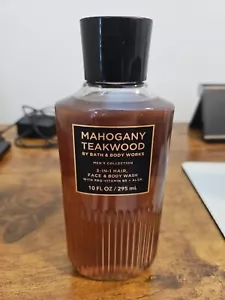 MAHOGANY
TEAKWOOD
BY BATH & BODY WORKS
MEN'S COLLECTION
3-IN-1 HAIR,
FACE & BODY WASH
WITH PRO-VITAMIN B5 + ALOE
10 FL OZ / 295 mL